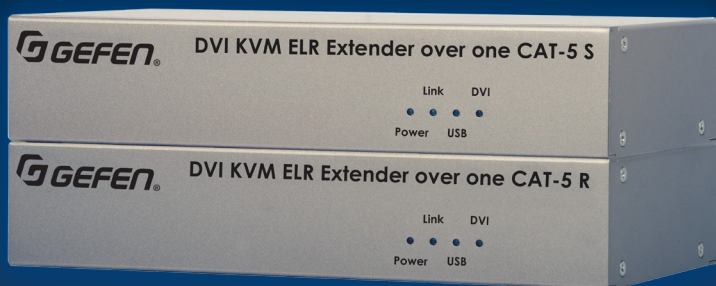 GEFEN® DVI KVM ELR Extender over one CAT-5 S
Link DVI
Power USB
GEFEN® DVI KVM ELR Extender over one CAT-5 R
Link DVI
Power USB